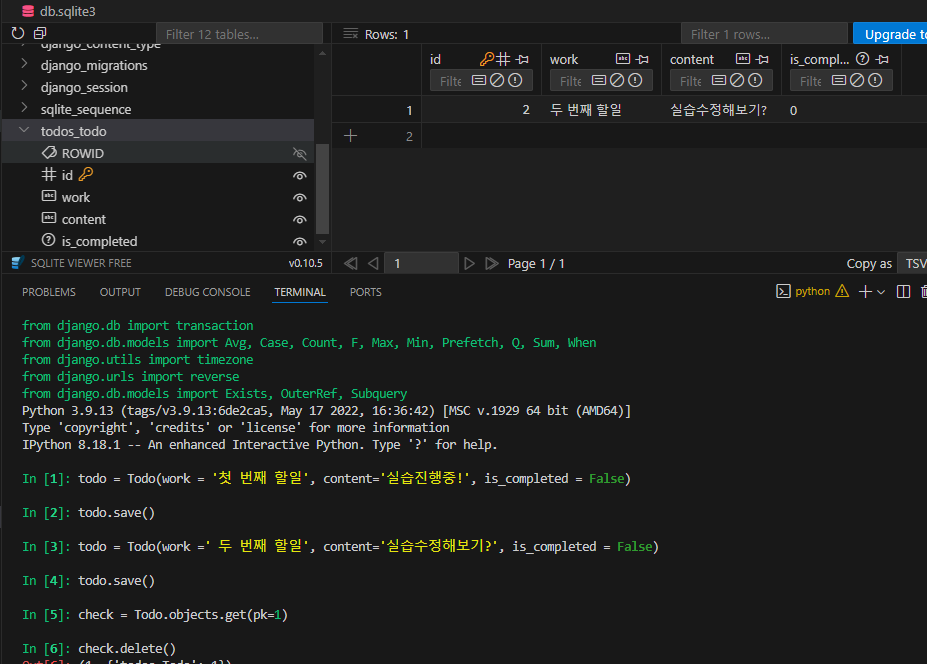 db.sqlite3
Filter 12 tables...
Rows: 1
Filter 1 rows...
Upgrade to
django_content_type
django_migrations
django_session
sqlite_sequence
todos_todo
ROWID
id
work
content
is_completed
id
work
content
is_compl...
Filte
Filte
Filte
Filte
1
2
두 번째 할일
실습수정해보기?
0
2
SQLITE VIEWER FREE
v0.10.5
1
Page 1 / 1
Copy as
TSV
PROBLEMS
OUTPUT
DEBUG CONSOLE
TERMINAL
PORTS
python
from django.db import transaction
from django.db.models import Avg, Case, Count, F, Max, Min, Prefetch, Q, Sum, When
from django.utils import timezone
from django.urls import reverse
from django.db.models import Exists, OuterRef, Subquery
Python 3.9.13 (tags/v3.9.13:6de2ca5, May 17 2022, 16:36:42) [MSC v.1929 64 bit (AMD64)]
Type 'copyright', 'credits' or 'license' for more information
IPython 8.18.1 -- An enhanced Interactive Python. Type '?' for help.
In [1]: todo = Todo(work = '첫 번째 할일', content='실습진행중!', is_completed = False)
In [2]: todo.save()
In [3]: todo = Todo(work =' 두 번째 할일', content='실습수정해보기?', is_completed = False)
In [4]: todo.save()
In [5]: check = Todo.objects.get(pk=1)
In [6]: check.delete()
Out[6]: (1, {'todos.Todo': 1})